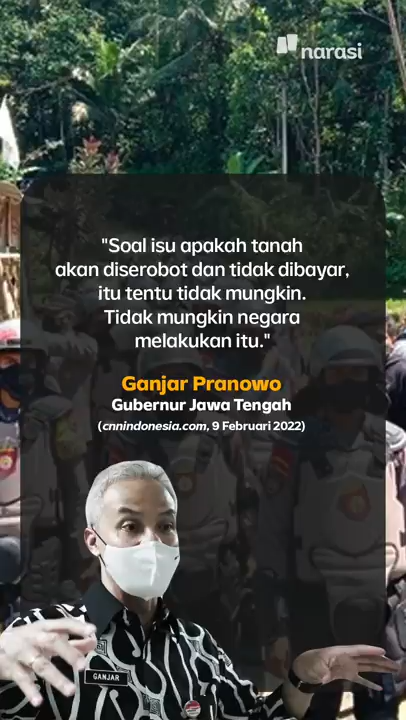 narasi
"Soal isu apakah tanah
akan diserobot dan tidak dibayar,
itu tentu tidak mungkin.
Tidak mungkin negara
melakukan itu."
Ganjar Pranowo
Gubernur Jawa Tengah
(cnnindonesia.com, 9 Februari 2022)
GANJAR